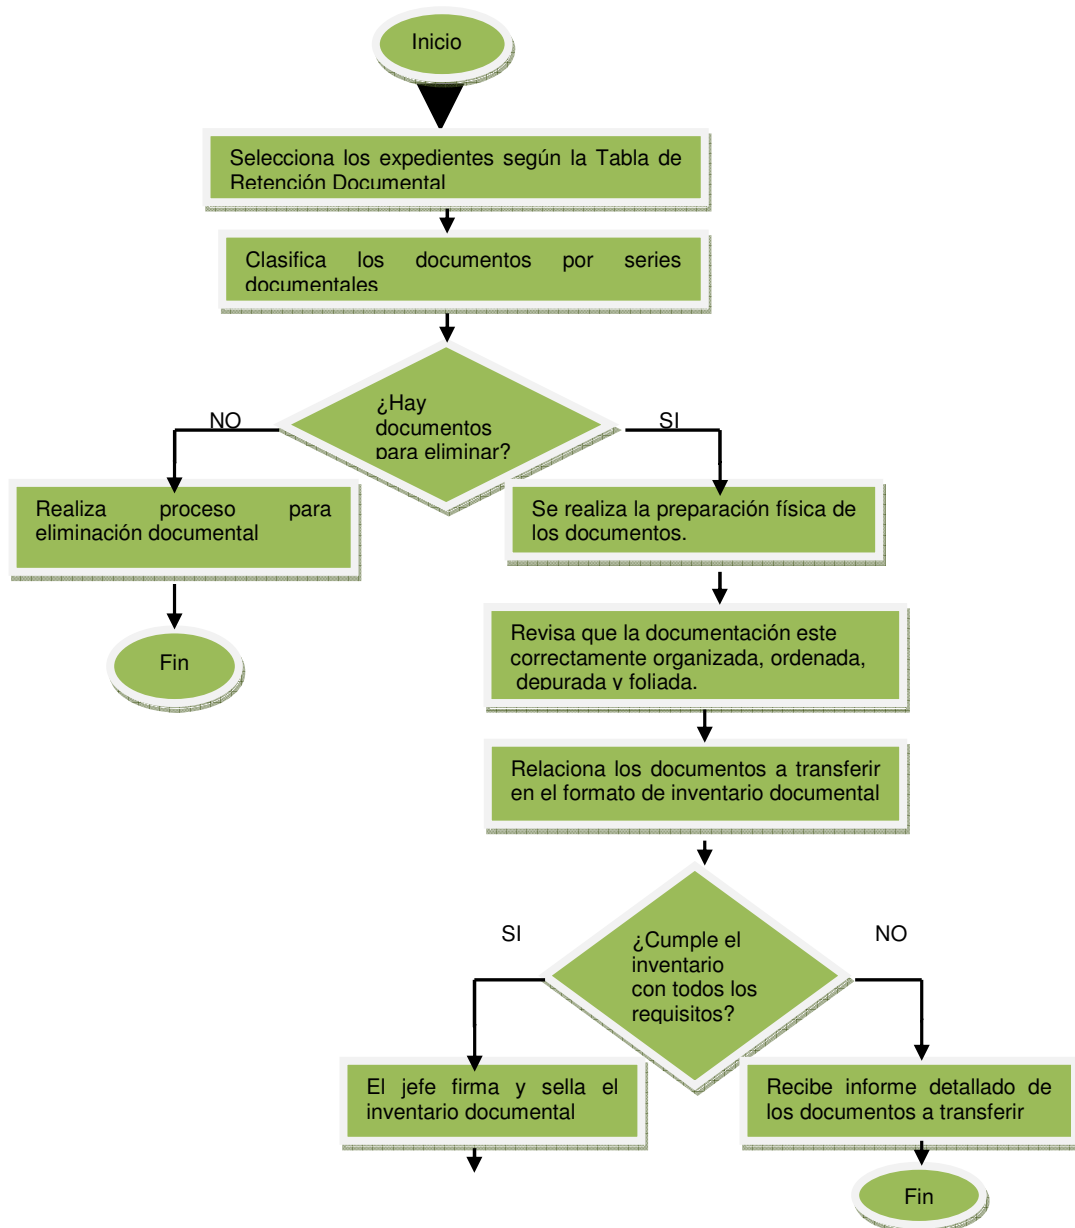 Inicio
Selecciona los expedientes según la Tabla de
Retención Documental
Clasifica los documentos por series
documentales
¿Hay
documentos
para eliminar?
NO
SI
Realiza proceso para
eliminación documental
Se realiza la preparación física de
los documentos.
Fin
Revisa que la documentación este
correctamente organizada, ordenada,
depurada y foliada.
Relaciona los documentos a transferir
en el formato de inventario documental
SI
NO
¿Cumple el
inventario
con todos los
requisitos?
El jefe firma y sella el
inventario documental
Recibe informe detallado de
los documentos a transferir
Fin